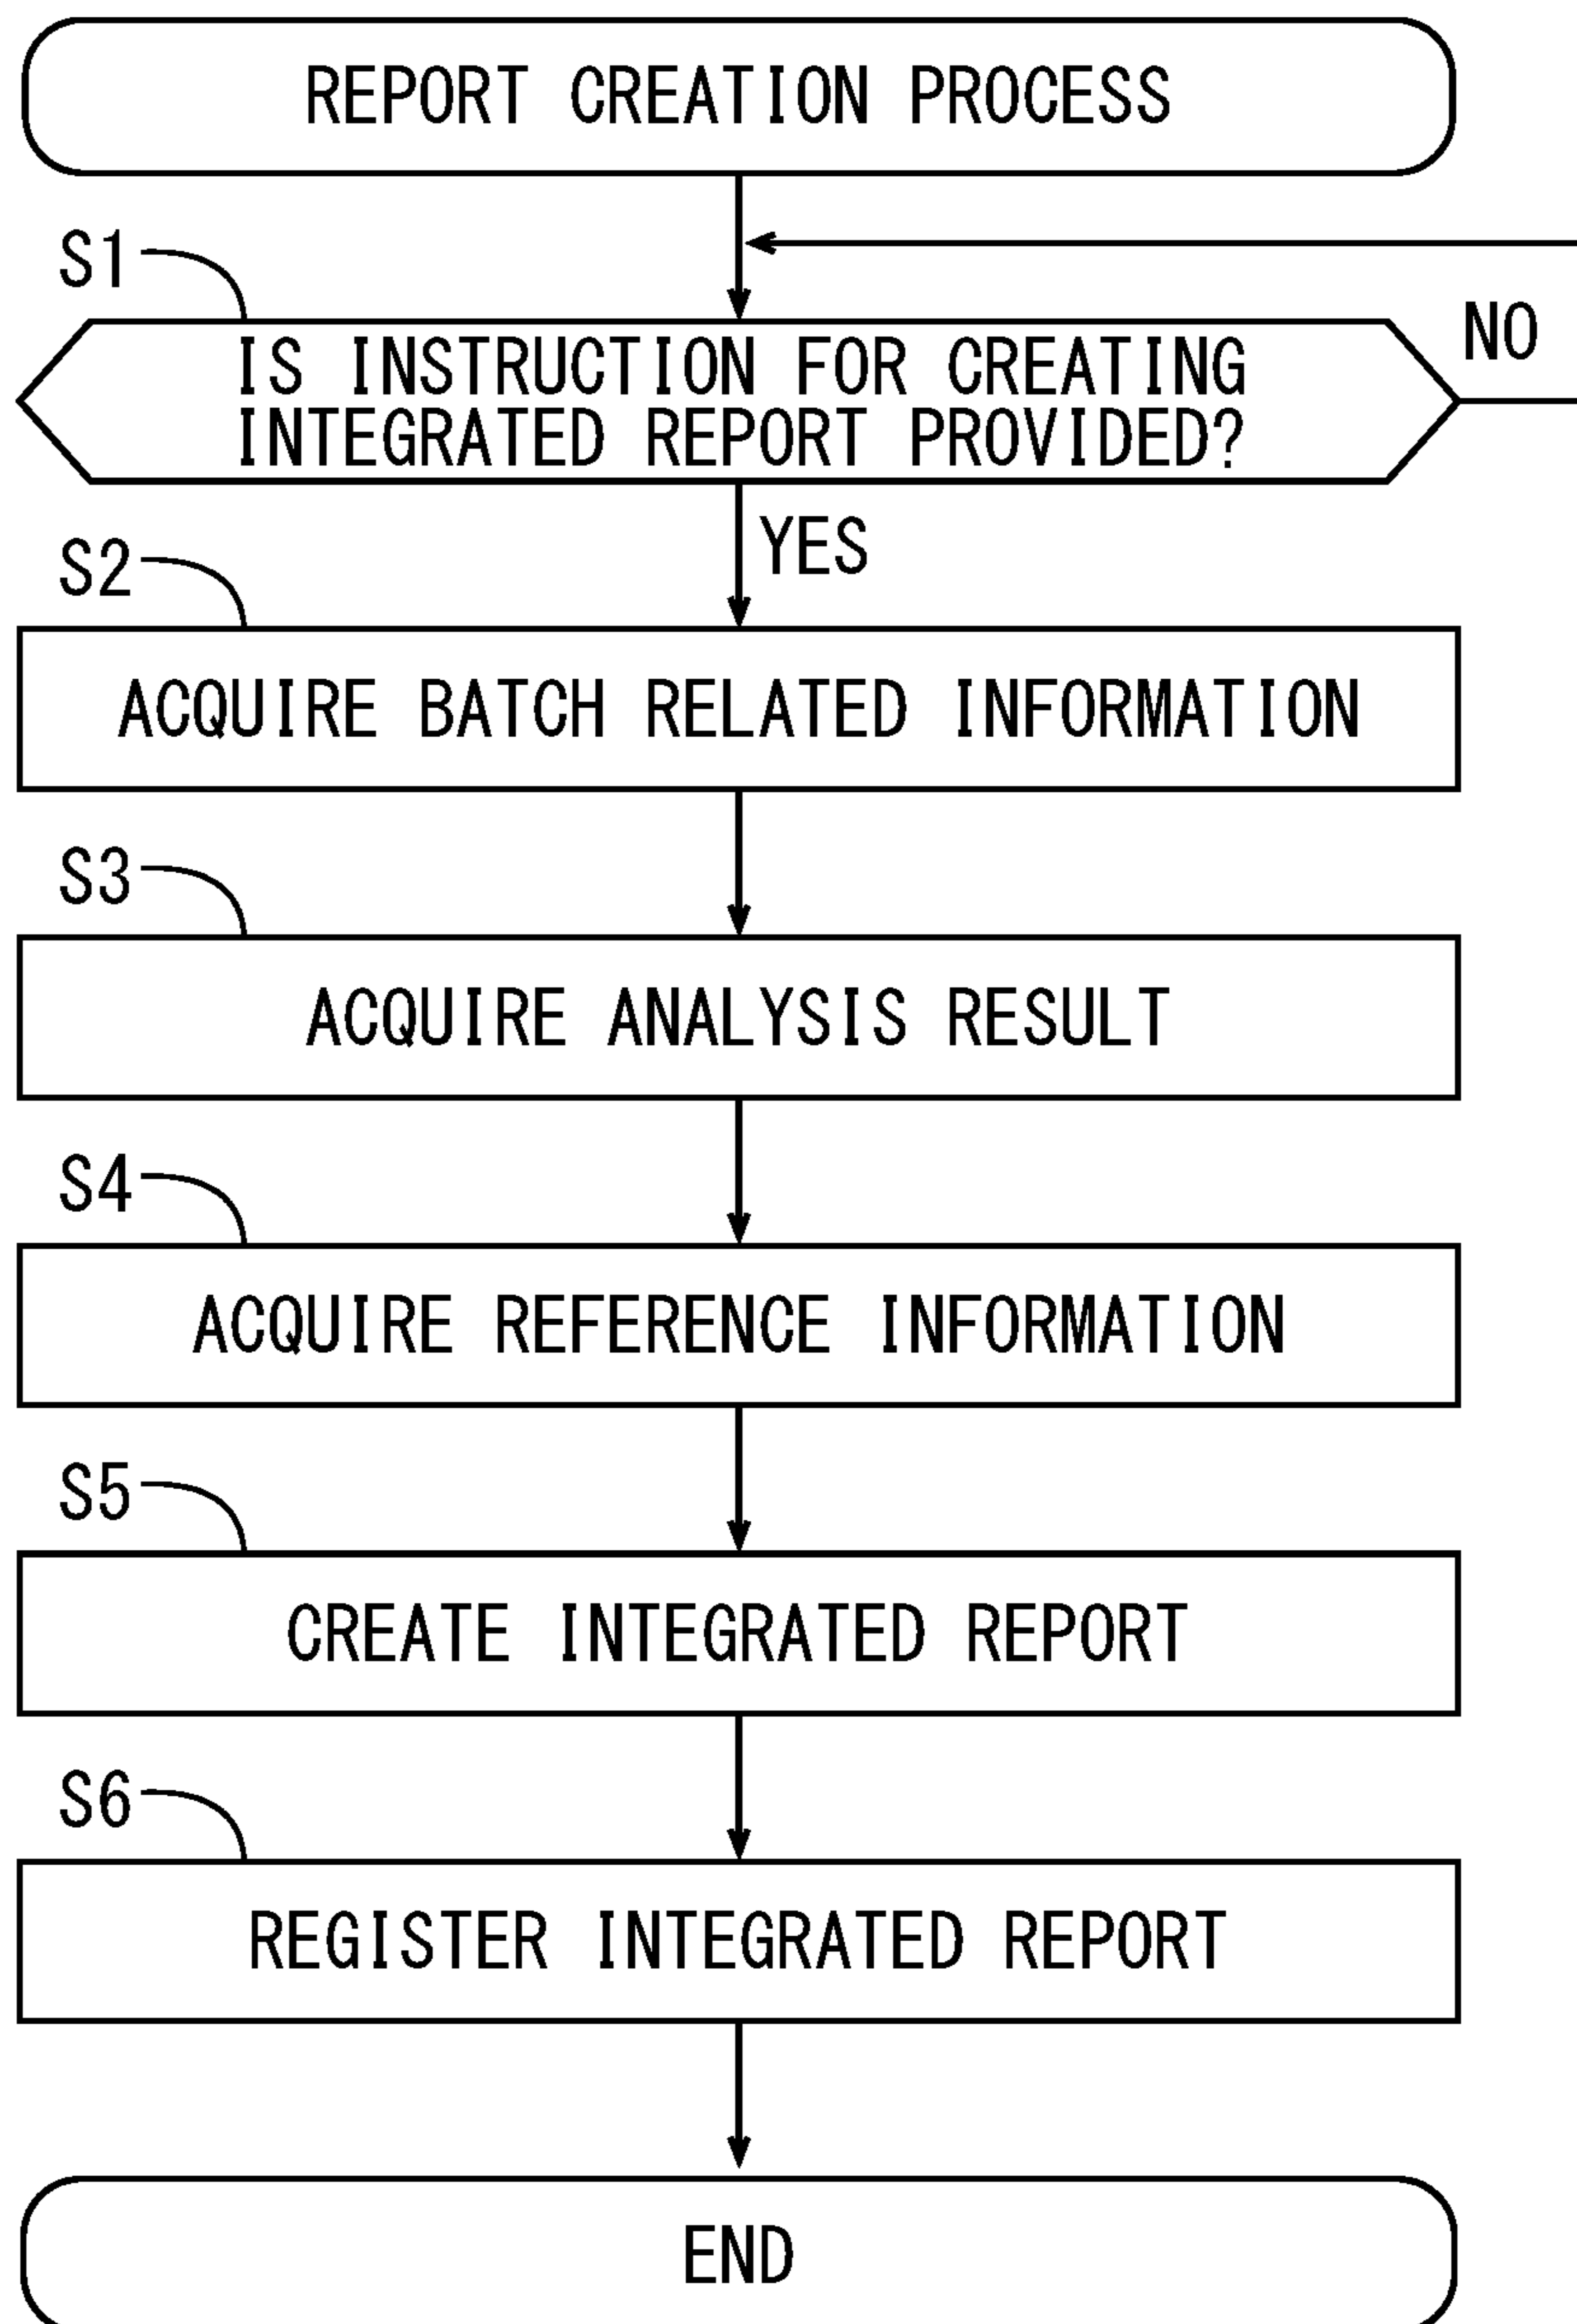 REPORT CREATION PROCESS
S1
IS INSTRUCTION FOR CREATING
INTEGRATED REPORT PROVIDED?
NO
YES
S2
ACQUIRE BATCH RELATED INFORMATION
S3
ACQUIRE ANALYSIS RESULT
S4
ACQUIRE REFERENCE INFORMATION
S5
CREATE INTEGRATED REPORT
S6
REGISTER INTEGRATED REPORT
END